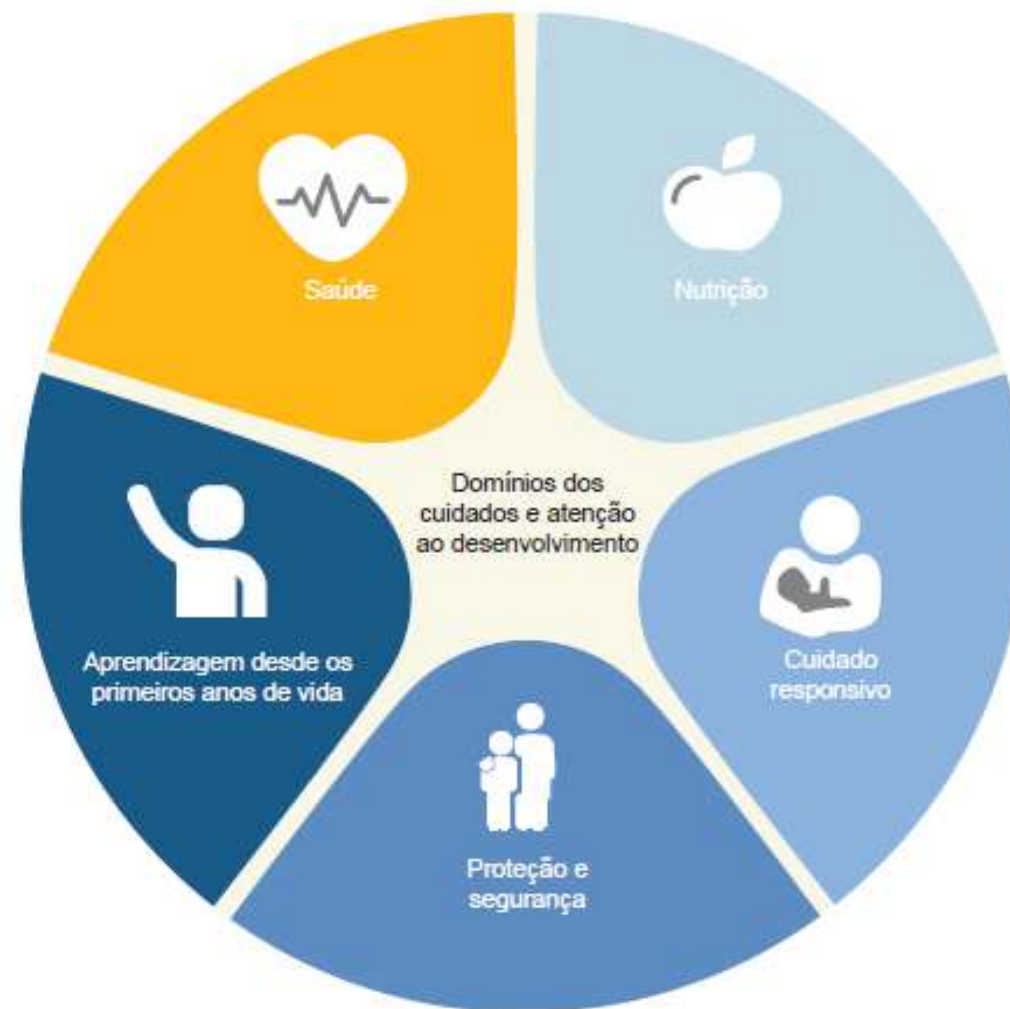 Saúde
Nutrição
Domínios dos
cuidados e atenção
ao desenvolvimento
Aprendizagem desde os
primeiros anos de vida
Cuidado
responsivo
Proteção e
segurança